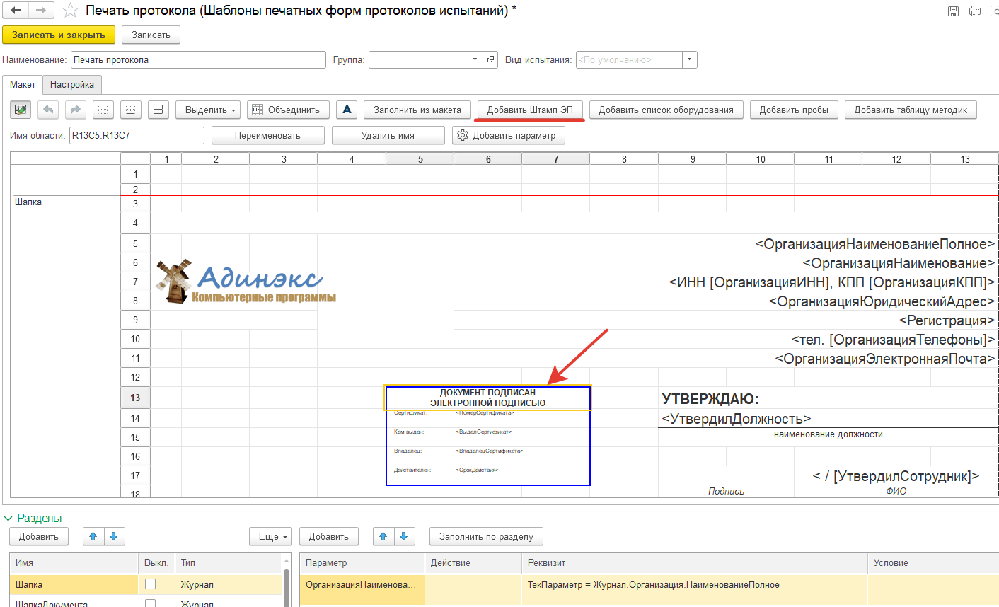 Печать протокола (Шаблоны печатных форм протоколов испытаний) *
Записать и закрыть Записать
Наименование: Печать протокола Группа: Вид испытания: <По умолчанию>
Макет Настройка
Выделить Объединить А Заполнить из макета Добавить Штамп ЭП Добавить список оборудования Добавить пробы Добавить таблицу методик
Имя области: R13C5:R13C7 Переименовать Удалить имя Добавить параметр
1 2 3 4 5 6 7 8 9 10 11 12 13
1
2
Шапка 3
4
5 <ОрганизацияНаименованиеПолное>
6 <ОрганизацияНаименование>
7 Адинэкс <ИНН [ОрганизацияИНН], КПП [ОрганизацияКПП]>
8 Компьютерные программы <ОрганизацияЮридическийАдрес>
9 <Регистрация>
10 <тел. [ОрганизацияТелефоны]>
11 <ОрганизацияЭлектроннаяПочта>
12
13 ДОКУМЕНТ ПОДПИСАН
ЭЛЕКТРОННОЙ ПОДПИСЬЮ УТВЕРЖДАЮ:
14 Сертификат: <НомерСертификата> <УтвердилДолжность>
15 Кем выдан: <ВыдалСертификат> наименование должности
16 Владелец: <ВладелецСертификата>
17 Действителен: <СрокДействия> < / [УтвердилСотрудник]>
18 Подпись ФИО
Разделы
Добавить Еще Добавить Заполнить по разделу
Имя Выкл. Тип Параметр Действие Реквизит Условие
Шапка Журнал ОрганизацияНаименова... ТекПараметр = Журнал.Организация.НаименованиеПолное
ШапкаДокумента Журнал